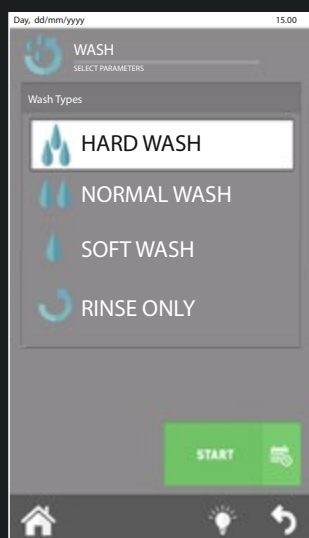 Day, dd/mm/yyyy 15.00
WASH
SELECT PARAMETERS
Wash Types
HARD WASH
NORMAL WASH
SOFT WASH
RINSE ONLY
START